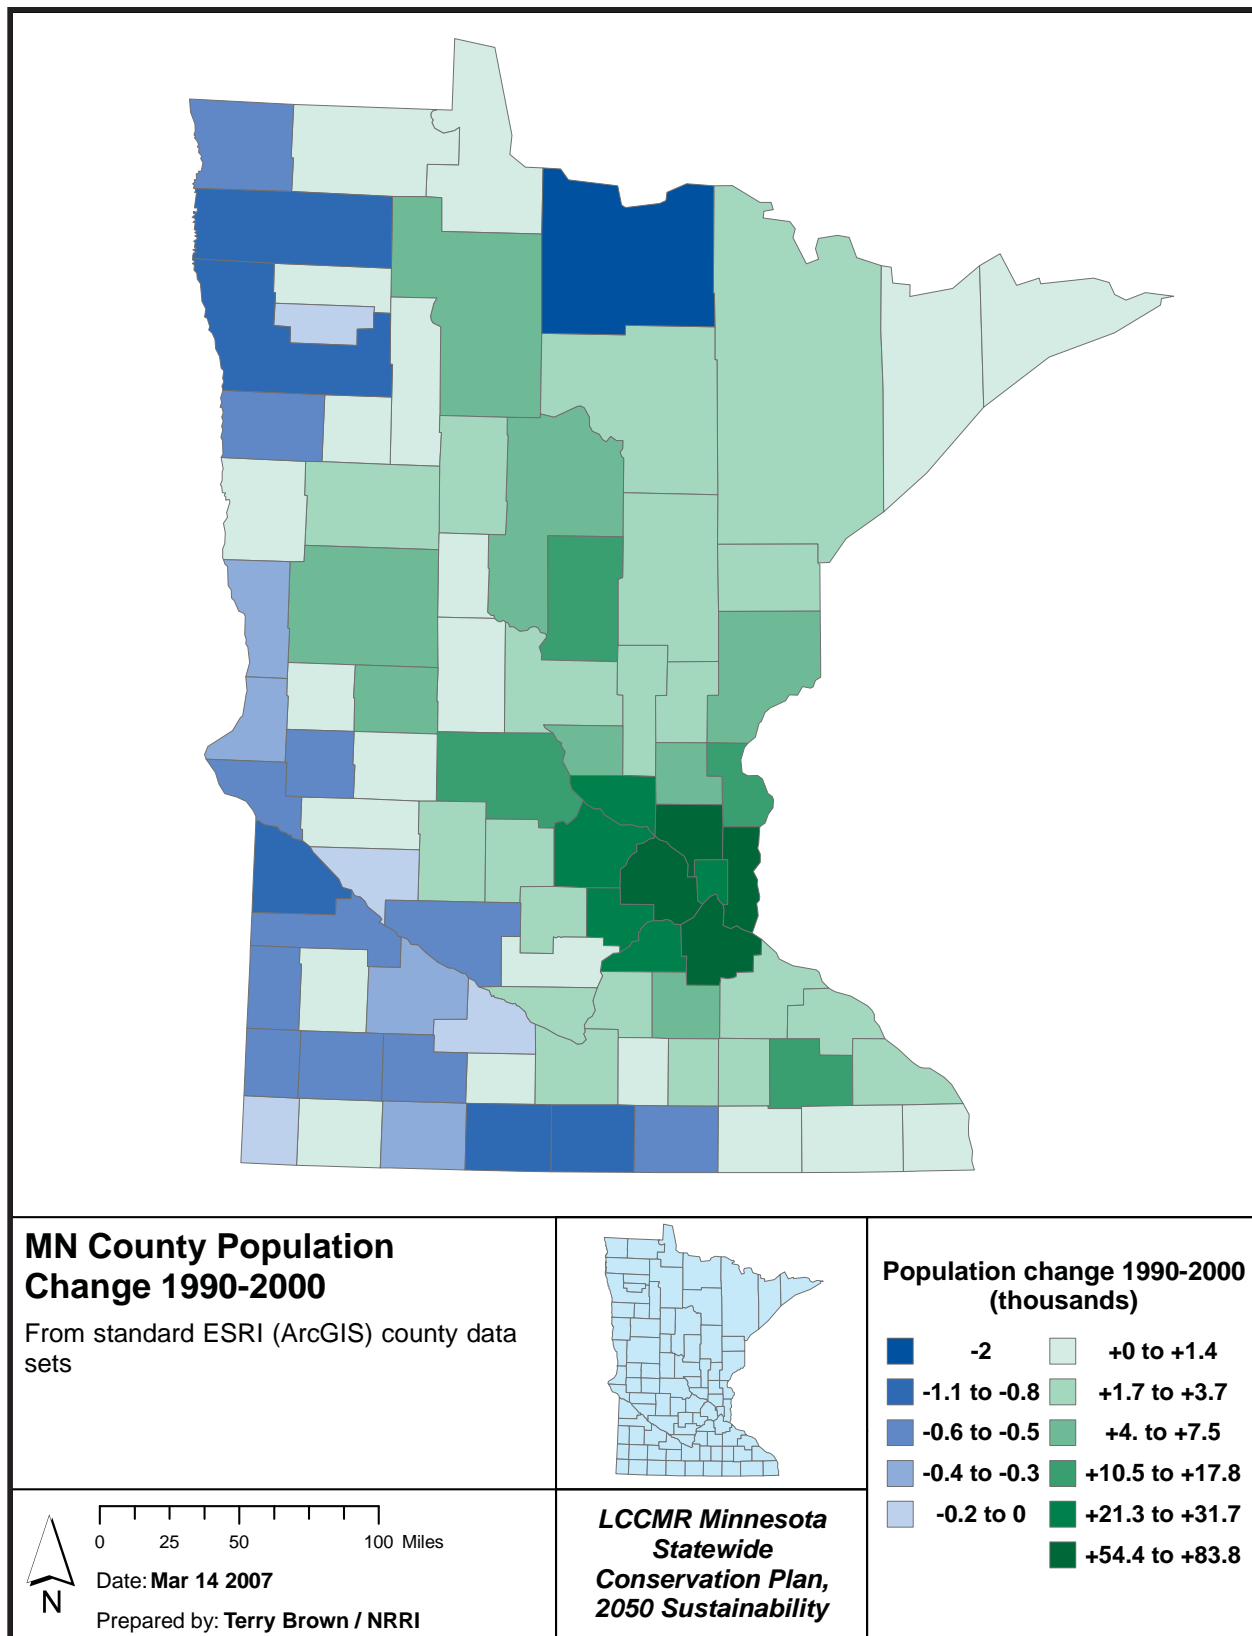 MN County Population
Change 1990-2000
From standard ESRI (ArcGIS) county data
sets
0 25 50 100 Miles
N
Date: Mar 14 2007
Prepared by: Terry Brown / NRRI
LCCMR Minnesota
Statewide
Conservation Plan,
2050 Sustainability
Population change 1990-2000
(thousands)
-2 +0 to +1.4
-1.1 to -0.8 +1.7 to +3.7
-0.6 to -0.5 +4. to +7.5
-0.4 to -0.3 +10.5 to +17.8
-0.2 to 0 +21.3 to +31.7
+54.4 to +83.8